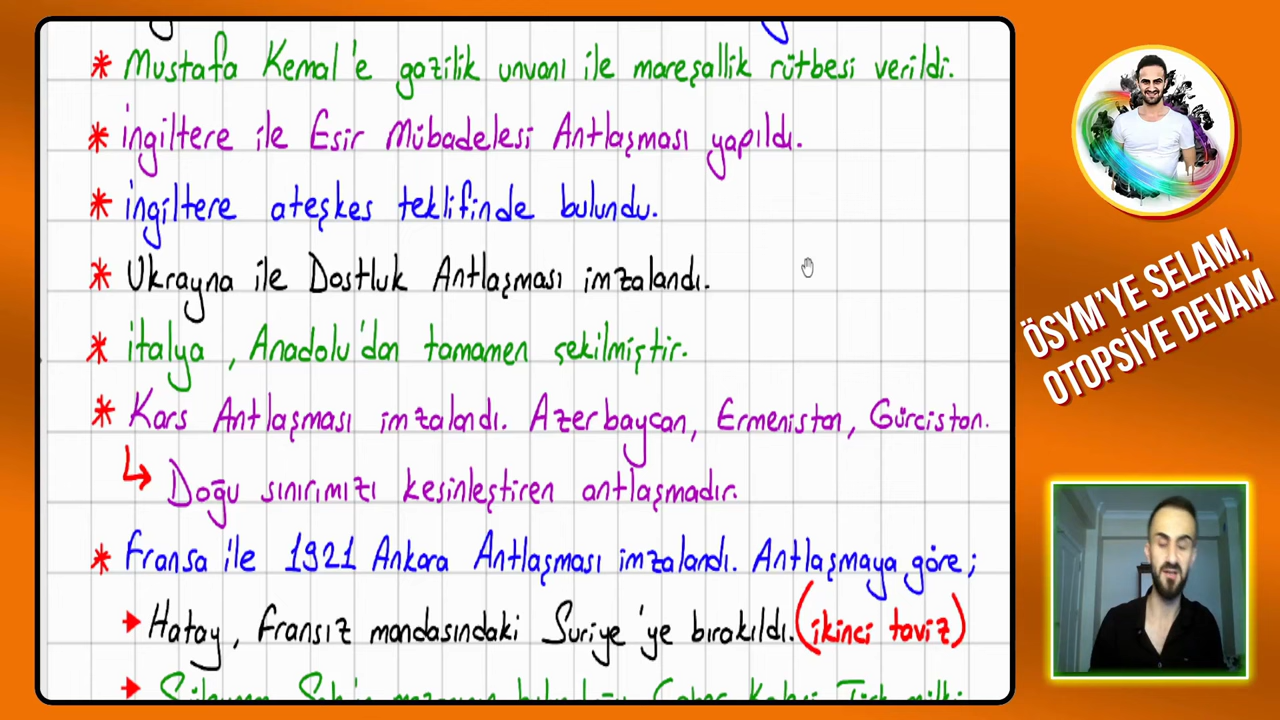 * Mustafa Kemal'e gazilik unvanı ile mareşallik rütbesi verildi.
* İngiltere ile Esir Mübadelesi Antlaşması yapıldı.
* İngiltere ateşkes teklifinde bulundu.
* Ukrayna ile Dostluk Antlaşması imzalandı.
* İtalya, Anadolu'dan tamamen çekilmiştir.
* Kars Antlaşması imzalandı. Azerbaycan, Ermenistan, Gürcistan.
↳ Doğu sınırımızı kesinleştiren antlaşmadır.
* Fransa ile 1921 Ankara Antlaşması imzalandı. Antlaşmaya göre;
➤ Hatay, Fransız mandasındaki Suriye'ye bırakıldı. (ikinci taviz)
ÖSYM'YE SELAM,
OTOPSİYE DEVAM